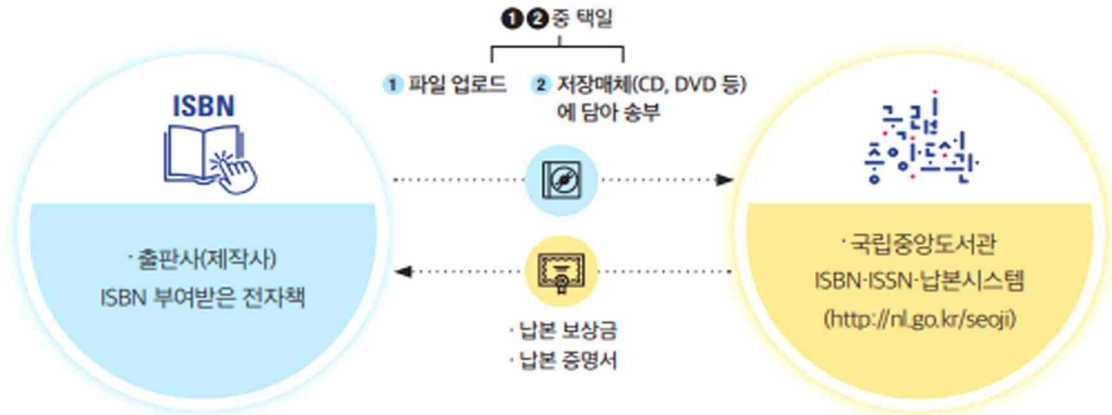 ❶❷중 택일
1 파일 업로드
2 저장매체(CD, DVD 등)
에 담아 송부
ISBN
국립
중앙도서관
· 출판사(제작사)
ISBN 부여받은 전자책
· 국립중앙도서관
ISBN·ISSN·납본시스템
(http://nl.go.kr/seoji)
· 납본 보상금
· 납본 증명서